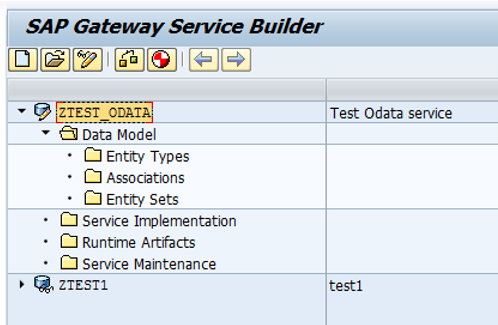 SAP Gateway Service Builder
ZTEST_ODATA Test Odata service
Data Model
Entity Types
Associations
Entity Sets
Service Implementation
Runtime Artifacts
Service Maintenance
ZTEST1 test1